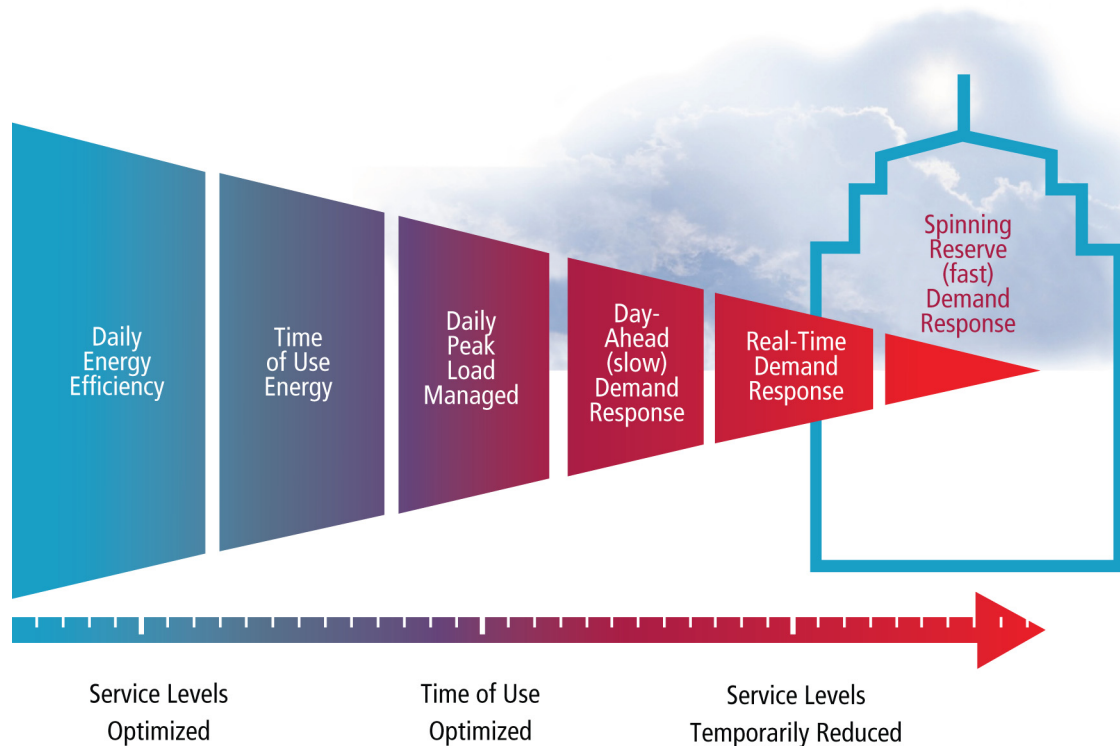 Daily
Energy
Efficiency
Time
of Use
Energy
Daily
Peak
Load
Managed
Day-
Ahead
(slow)
Demand
Response
Real-Time
Demand
Response
Spinning
Reserve
(fast)
Demand
Response
Service Levels
Optimized
Time of Use
Optimized
Service Levels
Temporarily Reduced